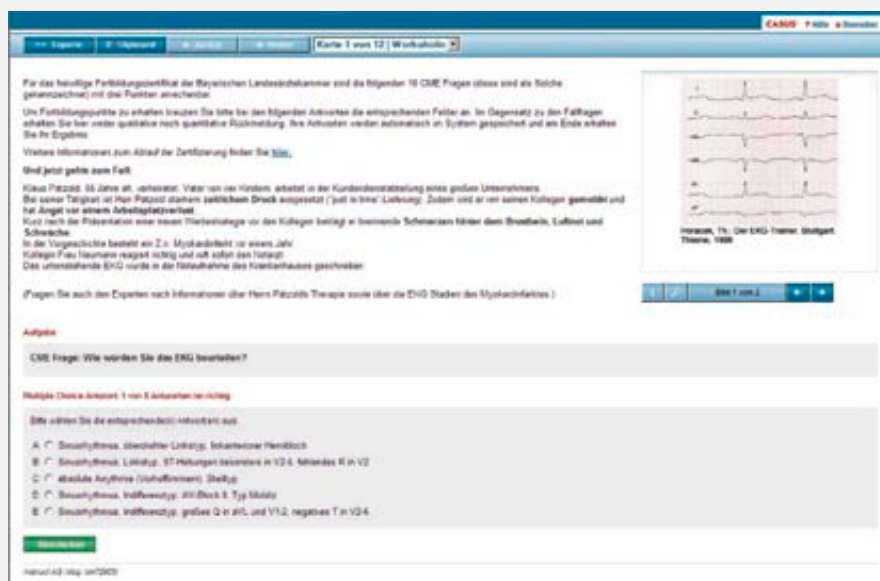 CASUS ? Hilfe x Beenden
Experte Clipboard Zurück Weiter Karte 1 von 12 | Workaholic
Für das freiwillige Fortbildungszertifikat der Bayerischen Landesärztekammer sind die folgenden 10 CME Fragen (diese sind als Solche
gekennzeichnet) mit drei Punkten anrechenbar.
Um Fortbildungspunkte zu erhalten kreuzen Sie bitte bei den folgenden Antworten die entsprechenden Felder an. Im Gegensatz zu den Fallfragen
erhalten Sie hier weder qualitative noch quantitative Rückmeldung. Ihre Antworten werden automatisch im System gespeichert und am Ende erhalten
Sie Ihr Ergebnis.
Weitere Informationen zum Ablauf der Zertifizierung finden Sie hier.
Und jetzt gehts zum Fall:
Klaus Patzold, Jahre alt, verheiratet, Vater von vier Kindern, arbeitet in der Kundendienstabteilung eines großen Unternehmens.
Bei seiner Tätigkeit ist Herr Patzold starkem zeitlichem Druck ausgesetzt ("just in time" Lieferung). Zudem wird er von seinen Kollegen gemobbt und
hat Angst vor einem Arbeitsplatzverlust.
Kurz nach der Präsentation einer neuen Werbestrategie vor den Kollegen beklagt er brennende Schmerzen hinter dem Brustbein, Luftnot und
Schwäche.
In der Vorgeschichte besteht ein Z.n. Myokardinfarkt vor einem Jahr.
Kollegin Frau Neumann reagiert richtig und ruft sofort den Notarzt.
Das untenstehende EKG wurde in der Notaufnahme des Krankenhauses geschrieben.
(Fragen Sie auch den Experten nach Informationen über Herrn Patzolds Therapie sowie über die EKG Stadien des Myokardinfarktes.)
Horacek, Th.: Der EKG-Trainer. Stuttgart:
Thieme, 1998
Bild 1 von 2
Aufgabe
CME Frage: Wie würden Sie das EKG beurteilen?
Multiple Choice Antwort: 1 von 5 Antworten ist richtig
Bitte wählen Sie die entsprechende(n) Antwort(en) aus
A Sinusrhythmus, überdrehter Linkstyp, linksanteriorer Hemiblock
B Sinusrhythmus, Linkstyp, ST-Hebungen besonders in fehlendes R in V2
C absolute Arrhythmie (Vorhofflimmern), Steiltyp
D Sinusrhythmus, Indifferenztyp, AV-Block II, Typ Mobitz
E Sinusrhythmus, Indifferenztyp, großes Q in aVL und V1-2, negatives T in V2-6